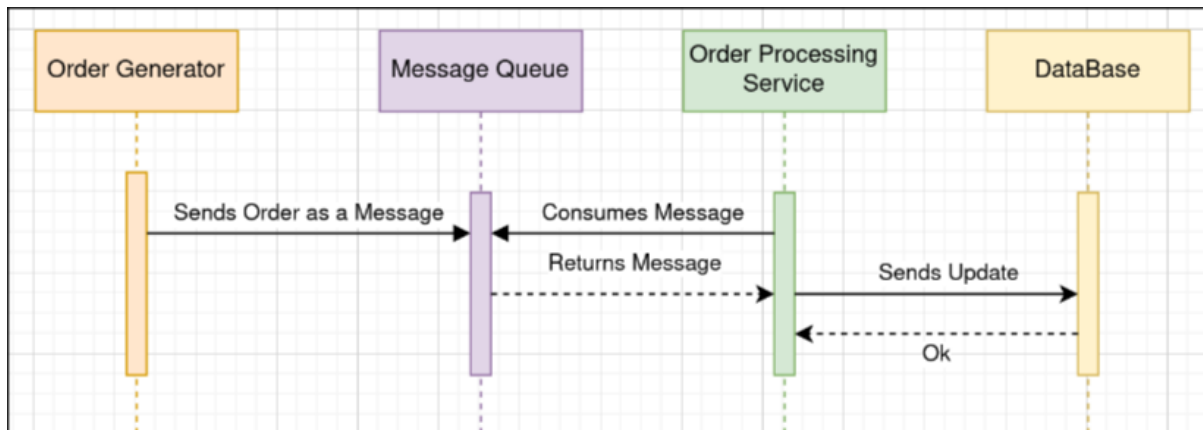 Order Generator
Message Queue
Order Processing
Service
DataBase
Sends Order as a Message
Consumes Message
Returns Message
Sends Update
Ok